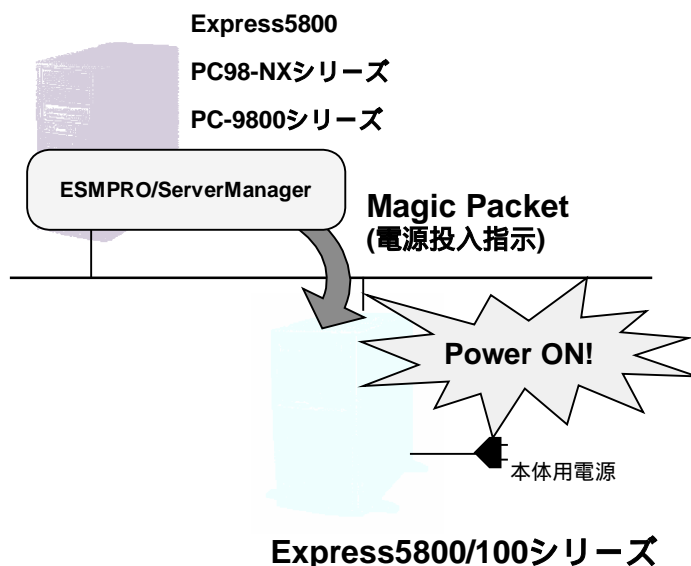 Express5800
PC98-NXシリーズ
PC-9800シリーズ
ESMPRO/ServerManager
Magic Packet
(電源投入指示)
Power ON!
本体用電源
Express5800/100シリーズ